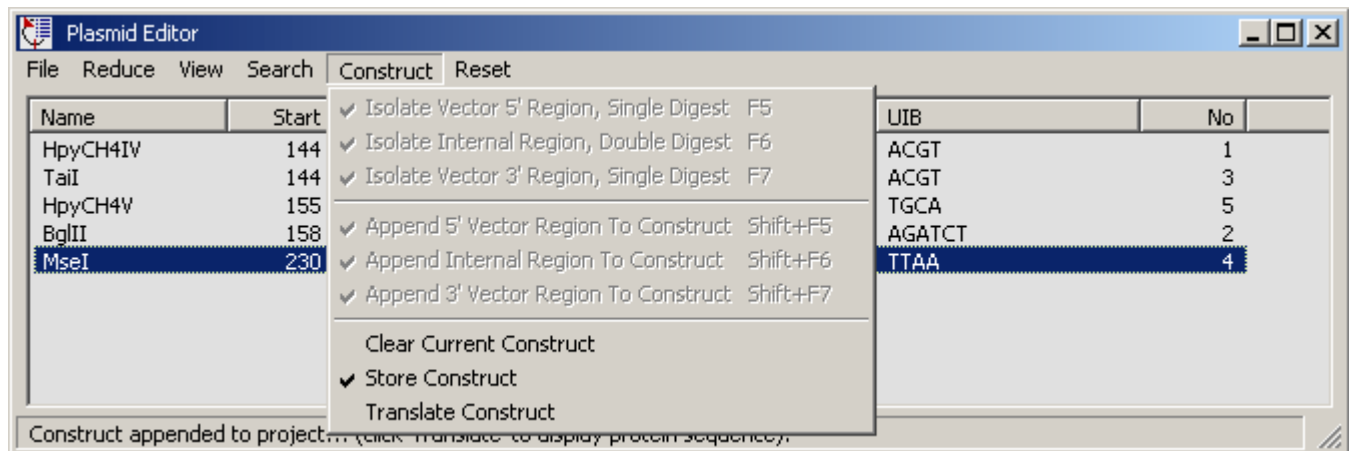 Plasmid Editor
File Reduce View Search Construct Reset
Name Start UIB No
HpyCH4IV 144 ACGT 1
TaiI 144 ACGT 3
HpyCH4V 155 TGCA 5
BglII 158 AGATCT 2
MseI 230 TTAA 4
Isolate Vector 5' Region, Single Digest F5
Isolate Internal Region, Double Digest F6
Isolate Vector 3' Region, Single Digest F7
Append 5' Vector Region To Construct Shift+F5
Append Internal Region To Construct Shift+F6
Append 3' Vector Region To Construct Shift+F7
Clear Current Construct
Store Construct
Translate Construct
Construct appended to project... (click 'Translate' to display protein sequence).